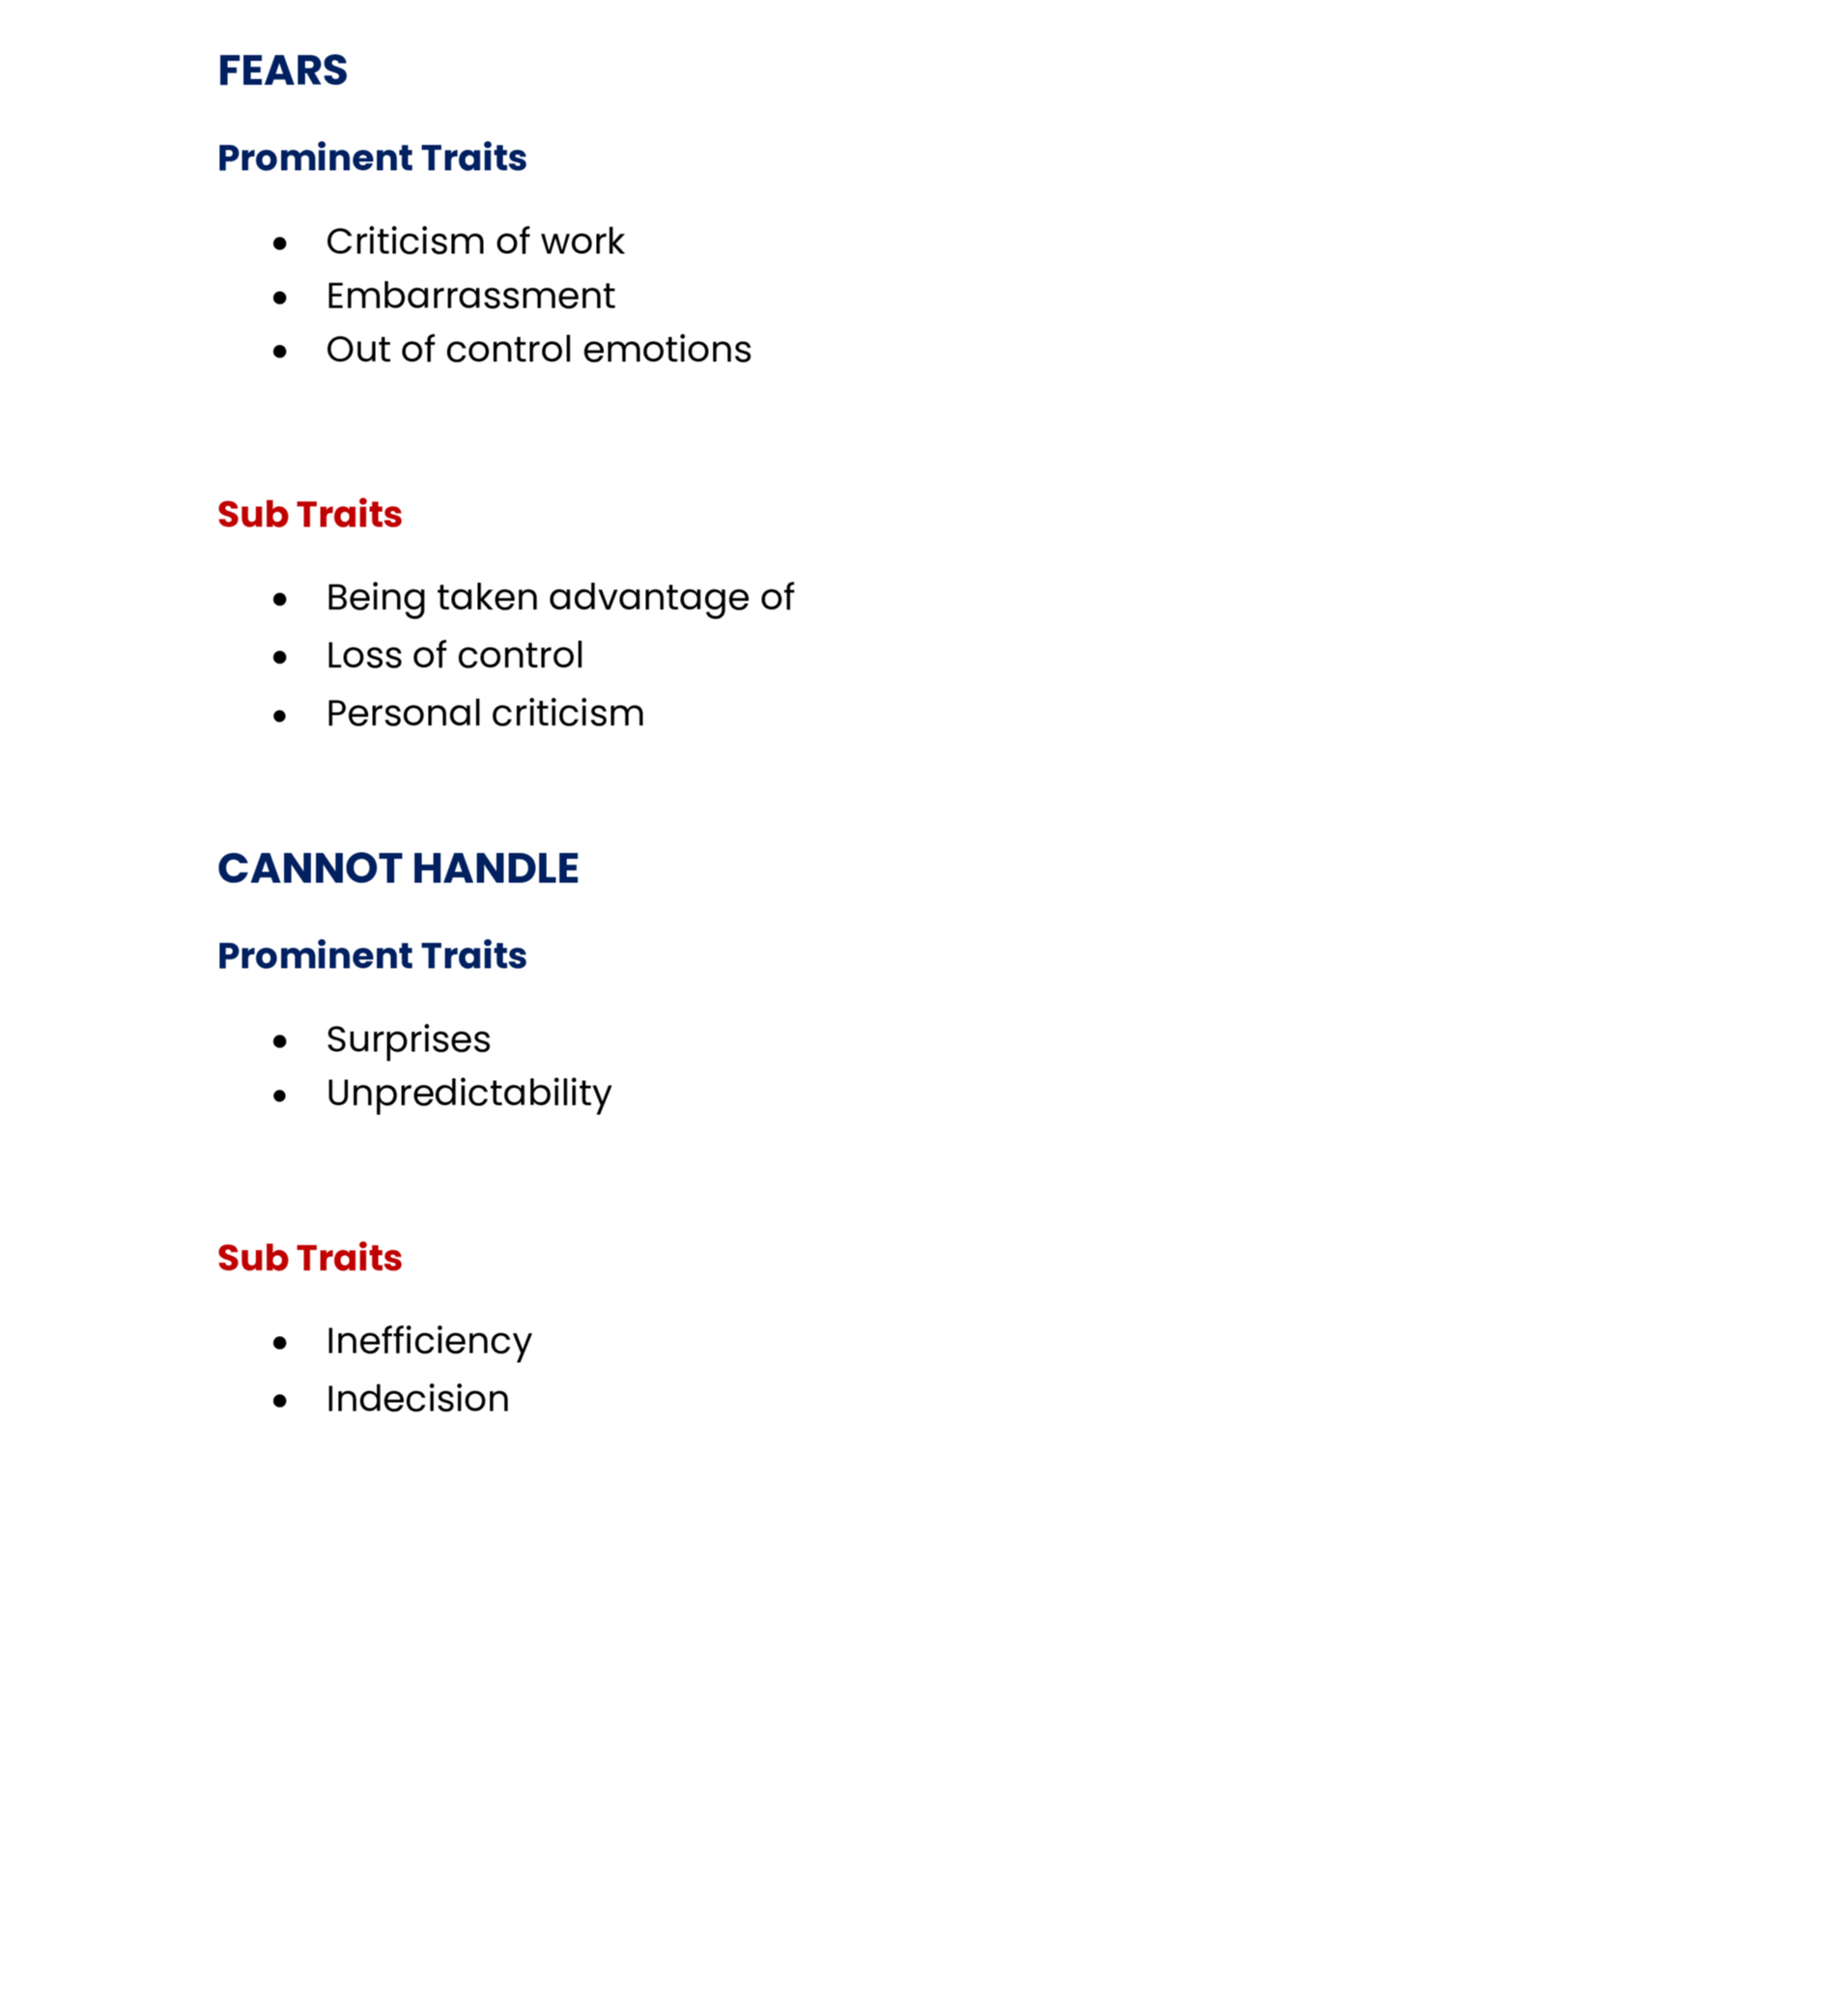 FEARS
Prominent Traits
● Criticism of work
● Embarrassment
● Out of control emotions
Sub Traits
● Being taken advantage of
● Loss of control
● Personal criticism
CANNOT HANDLE
Prominent Traits
● Surprises
● Unpredictability
Sub Traits
● Inefficiency
● Indecision